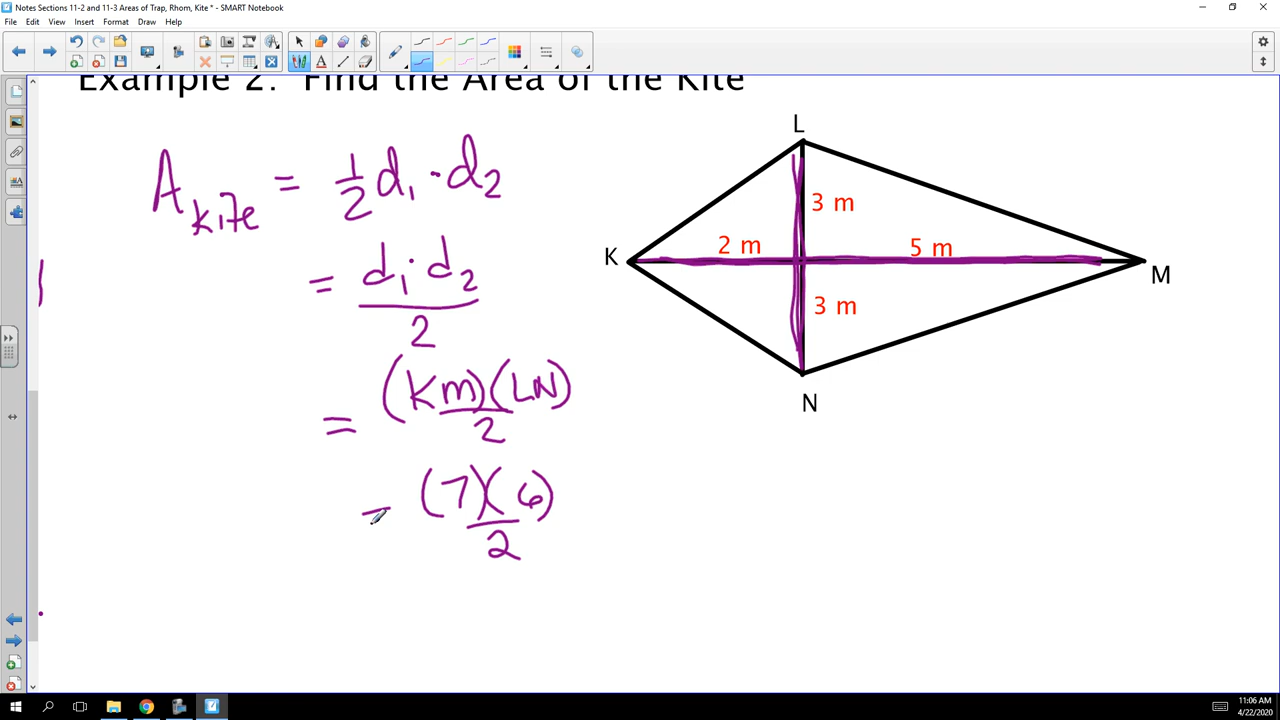 Notes Sections 11-2 and 11-3 Areas of Trap, Rhom, Kite * - SMART Notebook
File Edit View Insert Format Draw Help
Example 2: Find the Area of the Kite
A kite = 1/2 d1 · d2
= d1 · d2 / 2
= (KM)(LN) / 2
= (7)(6) / 2
L
3 m
K 2 m 5 m M
3 m
N
11:06 AM
4/22/2020